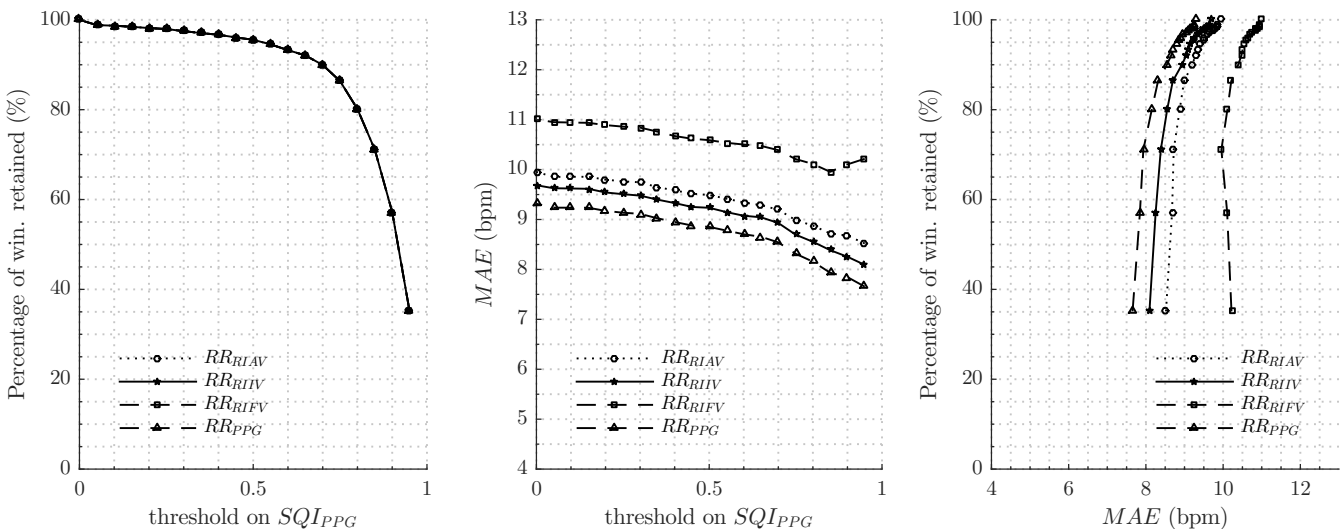 Percentage of win. retained (%)
100
80
60
40
20
0
0
0.5
1
threshold on SQI_PPG
RR_RIAV
RR_RIIV
RR_RIFV
RR_PPG
MAE (bpm)
13
12
11
10
9
8
7
6
5
4
0
0.5
1
threshold on SQI_PPG
RR_RIAV
RR_RIIV
RR_RIFV
RR_PPG
Percentage of win. retained (%)
100
80
60
40
20
0
4
6
8
10
12
MAE (bpm)
RR_RIAV
RR_RIIV
RR_RIFV
RR_PPG